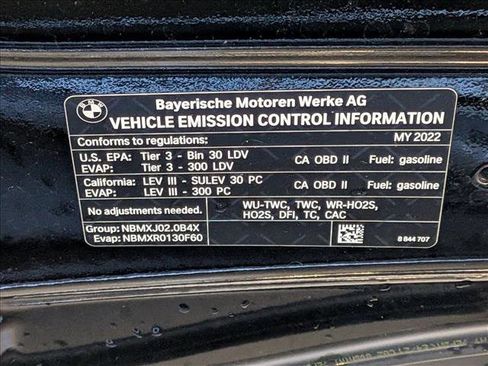 BMW
Bayerische Motoren Werke AG
VEHICLE EMISSION CONTROL INFORMATION
Conforms to regulations: MY 2022
U.S. EPA: Tier 3 - Bin 30 LDV CA OBD II Fuel: gasoline
EVAP: Tier 3 - 300 LDV
California: LEV III - SULEV 30 PC CA OBD II Fuel: gasoline
EVAP: LEV III - 300 PC
No adjustments needed.
WU-TWC, TWC, WR-HO2S,
HO2S, DFI, TC, CAC
Group: NBMXJ02.0B4X
Evap: NBMXR0130F60
8 844 707